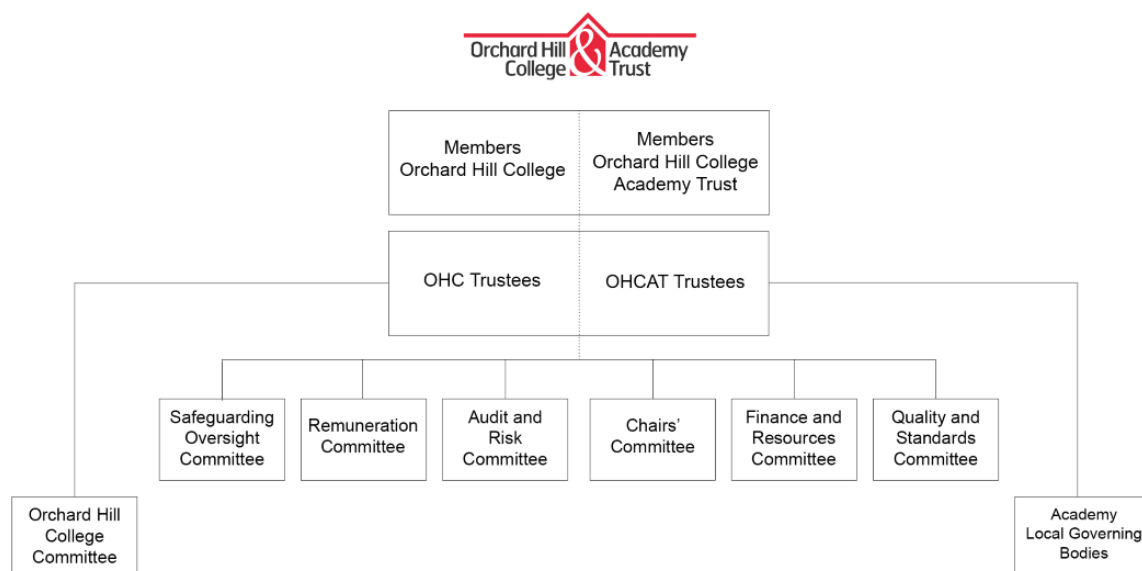 Orchard Hill & Academy
College Trust
Members
Orchard Hill College
Members
Orchard Hill College
Academy Trust
OHC Trustees
OHCAT Trustees
Safeguarding
Oversight
Committee
Remuneration
Committee
Audit and
Risk
Committee
Chairs’
Committee
Finance and
Resources
Committee
Quality and
Standards
Committee
Orchard Hill
College
Committee
Academy
Local Governing
Bodies